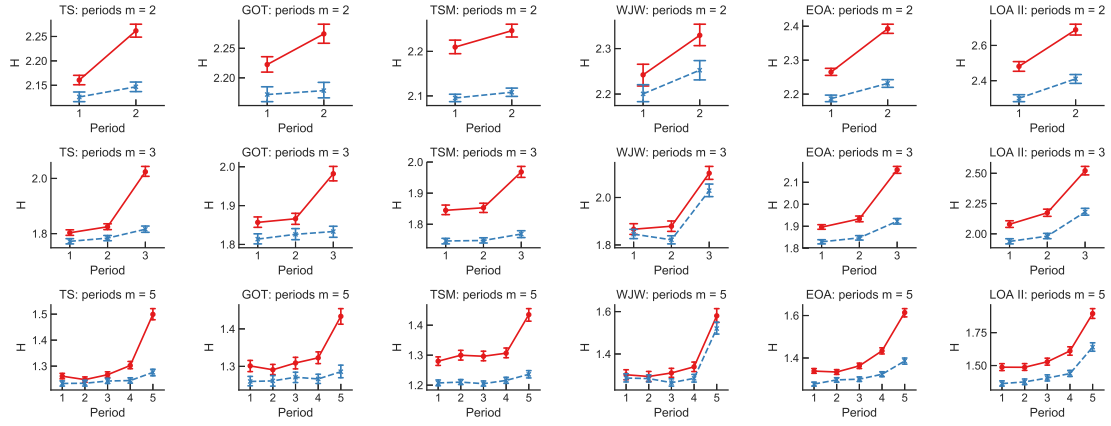 TS: periods m = 2
GOT: periods m = 2
TSM: periods m = 2
WJW: periods m = 2
EOA: periods m = 2
LOA II: periods m = 2
H
2.25
2.20
2.15
1
2
Period
H
2.25
2.20
1
2
Period
H
2.2
2.1
1
2
Period
H
2.3
2.2
1
2
Period
H
2.4
2.3
2.2
1
2
Period
H
2.6
2.4
1
2
Period
TS: periods m = 3
GOT: periods m = 3
TSM: periods m = 3
WJW: periods m = 3
EOA: periods m = 3
LOA II: periods m = 3
H
2.0
1.8
1
2
3
Period
H
2.0
1.9
1.8
1
2
3
Period
H
2.0
1.8
1
2
3
Period
H
2.0
1.8
1
2
3
Period
H
2.1
2.0
1.9
1.8
1
2
3
Period
H
2.50
2.25
2.00
1
2
3
Period
TS: periods m = 5
GOT: periods m = 5
TSM: periods m = 5
WJW: periods m = 5
EOA: periods m = 5
LOA II: periods m = 5
H
1.5
1.4
1.3
1
2
3
4
5
Period
H
1.4
1.3
1
2
3
4
5
Period
H
1.4
1.3
1.2
1
2
3
4
5
Period
H
1.6
1.4
1
2
3
4
5
Period
H
1.6
1.4
1
2
3
4
5
Period
H
1.75
1.50
1
2
3
4
5
Period